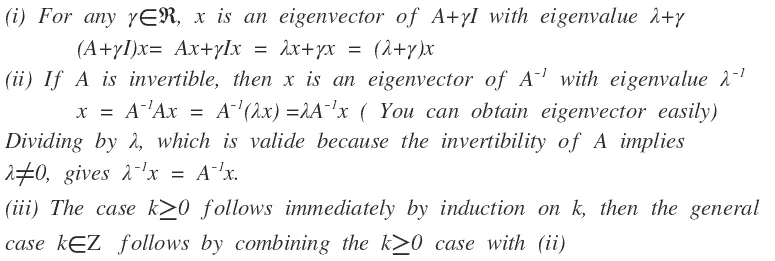 (i) For any γ∈ℜ, x is an eigenvector of A+γI with eigenvalue λ+γ
(A+γI)x= Ax+γIx = λx+γx = (λ+γ)x
(ii) If A is invertible, then x is an eigenvector of A⁻¹ with eigenvalue λ⁻¹
x = A⁻¹Ax = A⁻¹(λx) =λA⁻¹x ( You can obtain eigenvector easily)
Dividing by λ, which is valide because the invertibility of A implies
λ≠0, gives λ⁻¹x = A⁻¹x.
(iii) The case k≥0 follows immediately by induction on k, then the general
case k∈Z follows by combining the k≥0 case with (ii)